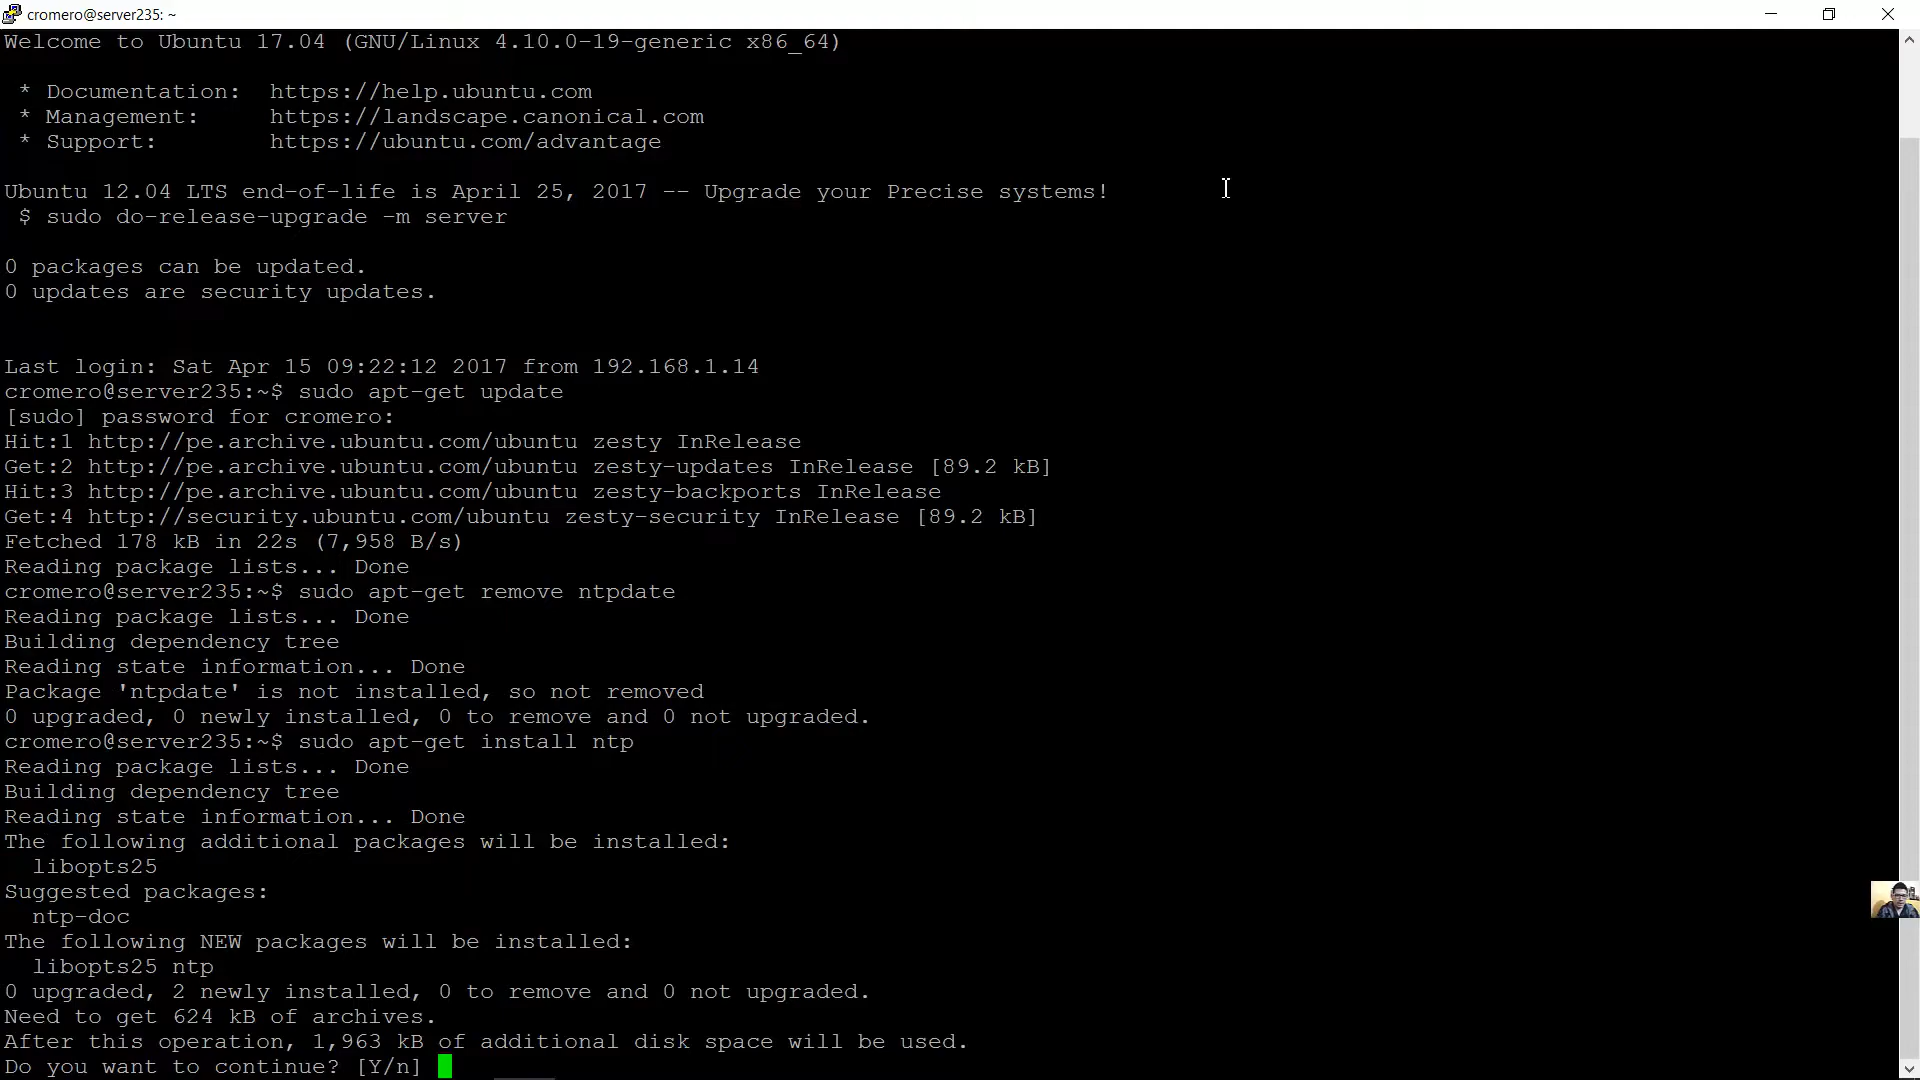 cromero@server235: ~
Welcome to Ubuntu 17.04 (GNU/Linux 4.10.0-19-generic x86_64)
* Documentation:  https://help.ubuntu.com
* Management:     https://landscape.canonical.com
* Support:        https://ubuntu.com/advantage
Ubuntu 12.04 LTS end-of-life is April 25, 2017 -- Upgrade your Precise systems!
$ sudo do-release-upgrade -m server
0 packages can be updated.
0 updates are security updates.
Last login: Sat Apr 15 09:22:12 2017 from 192.168.1.14
cromero@server235:~$ sudo apt-get update
[sudo] password for cromero:
Hit:1 http://pe.archive.ubuntu.com/ubuntu zesty InRelease
Get:2 http://pe.archive.ubuntu.com/ubuntu zesty-updates InRelease [89.2 kB]
Hit:3 http://pe.archive.ubuntu.com/ubuntu zesty-backports InRelease
Get:4 http://security.ubuntu.com/ubuntu zesty-security InRelease [89.2 kB]
Fetched 178 kB in 22s (7,958 B/s)
Reading package lists... Done
cromero@server235:~$ sudo apt-get remove ntpdate
Reading package lists... Done
Building dependency tree
Reading state information... Done
Package 'ntpdate' is not installed, so not removed
0 upgraded, 0 newly installed, 0 to remove and 0 not upgraded.
cromero@server235:~$ sudo apt-get install ntp
Reading package lists... Done
Building dependency tree
Reading state information... Done
The following additional packages will be installed:
libopts25
Suggested packages:
ntp-doc
The following NEW packages will be installed:
libopts25 ntp
0 upgraded, 2 newly installed, 0 to remove and 0 not upgraded.
Need to get 624 kB of archives.
After this operation, 1,963 kB of additional disk space will be used.
Do you want to continue? [Y/n]